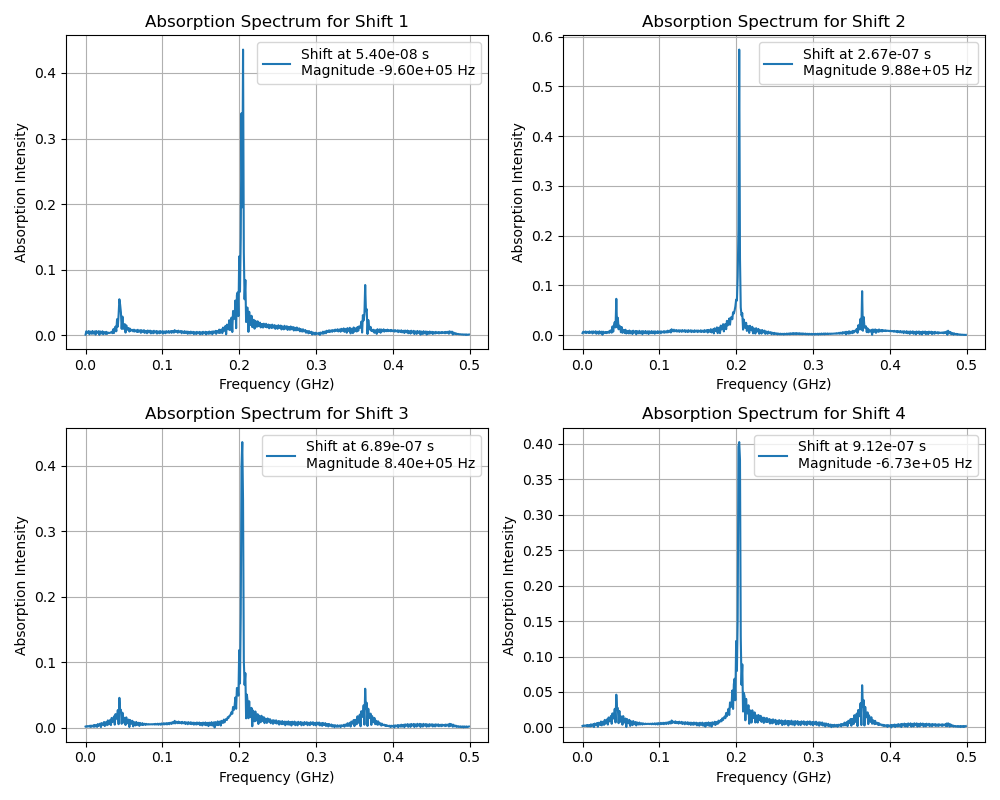 Absorption Spectrum for Shift 1
Shift at 5.40e-08 s
Magnitude -9.60e+05 Hz
Absorption Intensity
0.4
0.3
0.2
0.1
0.0
0.0 0.1 0.2 0.3 0.4 0.5
Frequency (GHz)
Absorption Spectrum for Shift 2
Shift at 2.67e-07 s
Magnitude 9.88e+05 Hz
Absorption Intensity
0.6
0.5
0.4
0.3
0.2
0.1
0.0
0.0 0.1 0.2 0.3 0.4 0.5
Frequency (GHz)
Absorption Spectrum for Shift 3
Shift at 6.89e-07 s
Magnitude 8.40e+05 Hz
Absorption Intensity
0.4
0.3
0.2
0.1
0.0
0.0 0.1 0.2 0.3 0.4 0.5
Frequency (GHz)
Absorption Spectrum for Shift 4
Shift at 9.12e-07 s
Magnitude -6.73e+05 Hz
Absorption Intensity
0.40
0.35
0.30
0.25
0.20
0.15
0.10
0.05
0.00
0.0 0.1 0.2 0.3 0.4 0.5
Frequency (GHz)